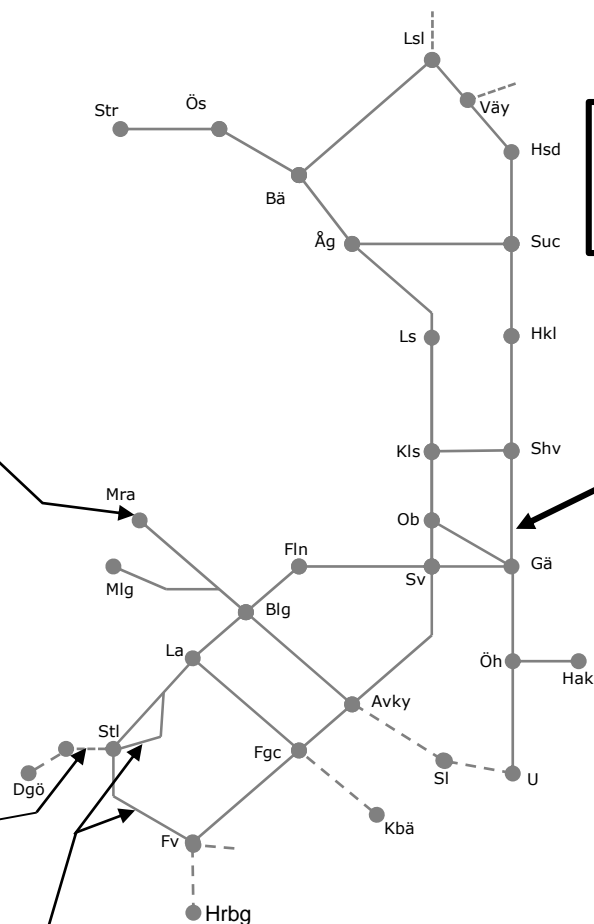 Lsl
Väy
Str
Ös
Hsd
Bä
Åg
Suc
Ls
Hkl
Kls
Shv
Mra
Ob
Fln
Sv
Gä
Mlg
Blg
La
Öh
Hak
Avky
Stl
Fgc
Sl
U
Dgö
Kbä
Fv
Hrbg